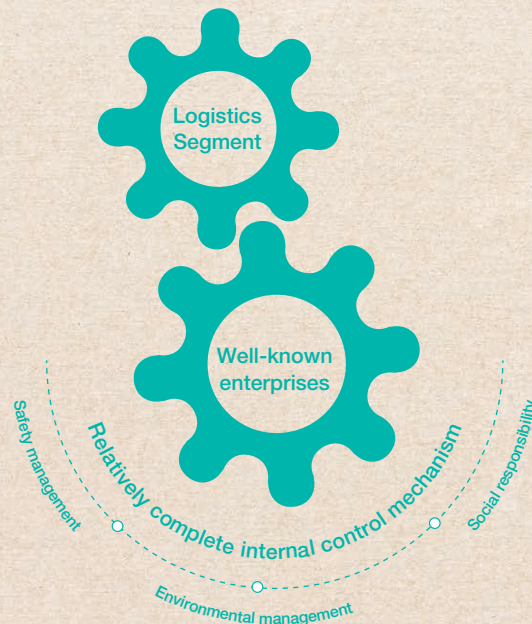 Logistics
Segment
Well-known
enterprises
Relatively complete internal control mechanism
Safety management
Environmental management
Social responsibility